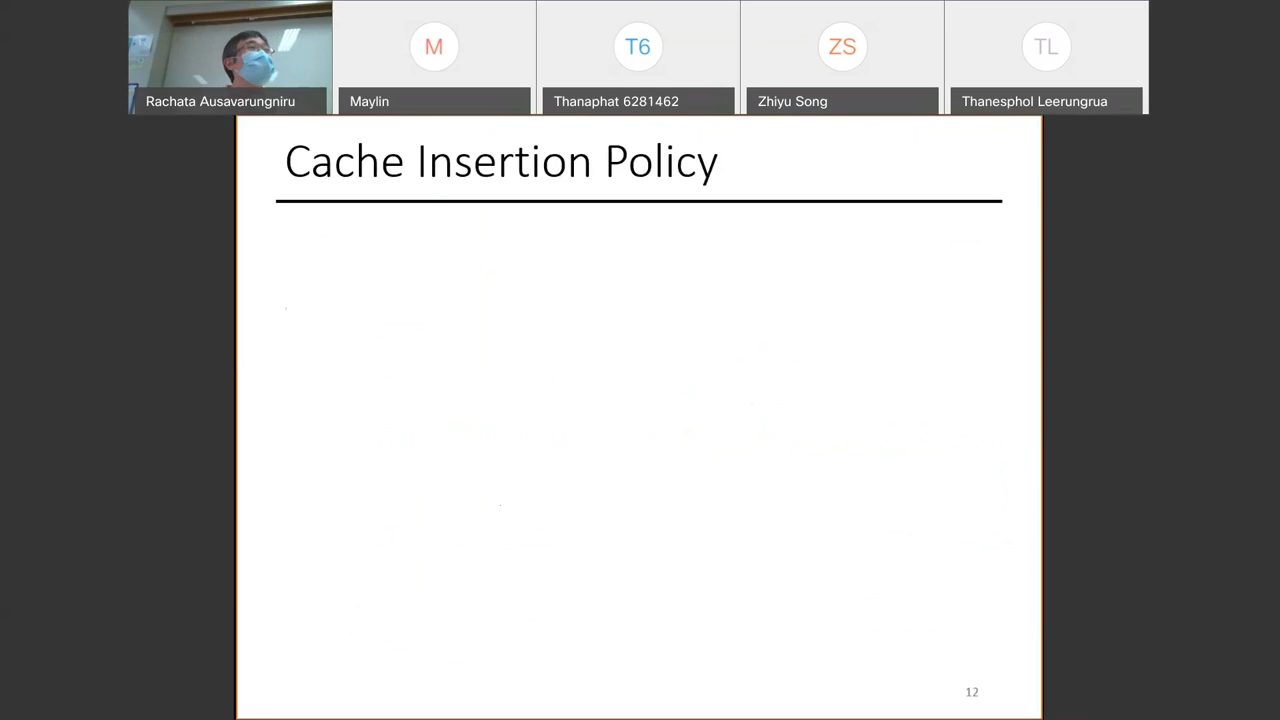 M
T6
ZS
TL
Rachata Ausavarungniru
Maylin
Thanaphat 6281462
Zhiyu Song
Thanesphol Leerungrua
Cache Insertion Policy
12